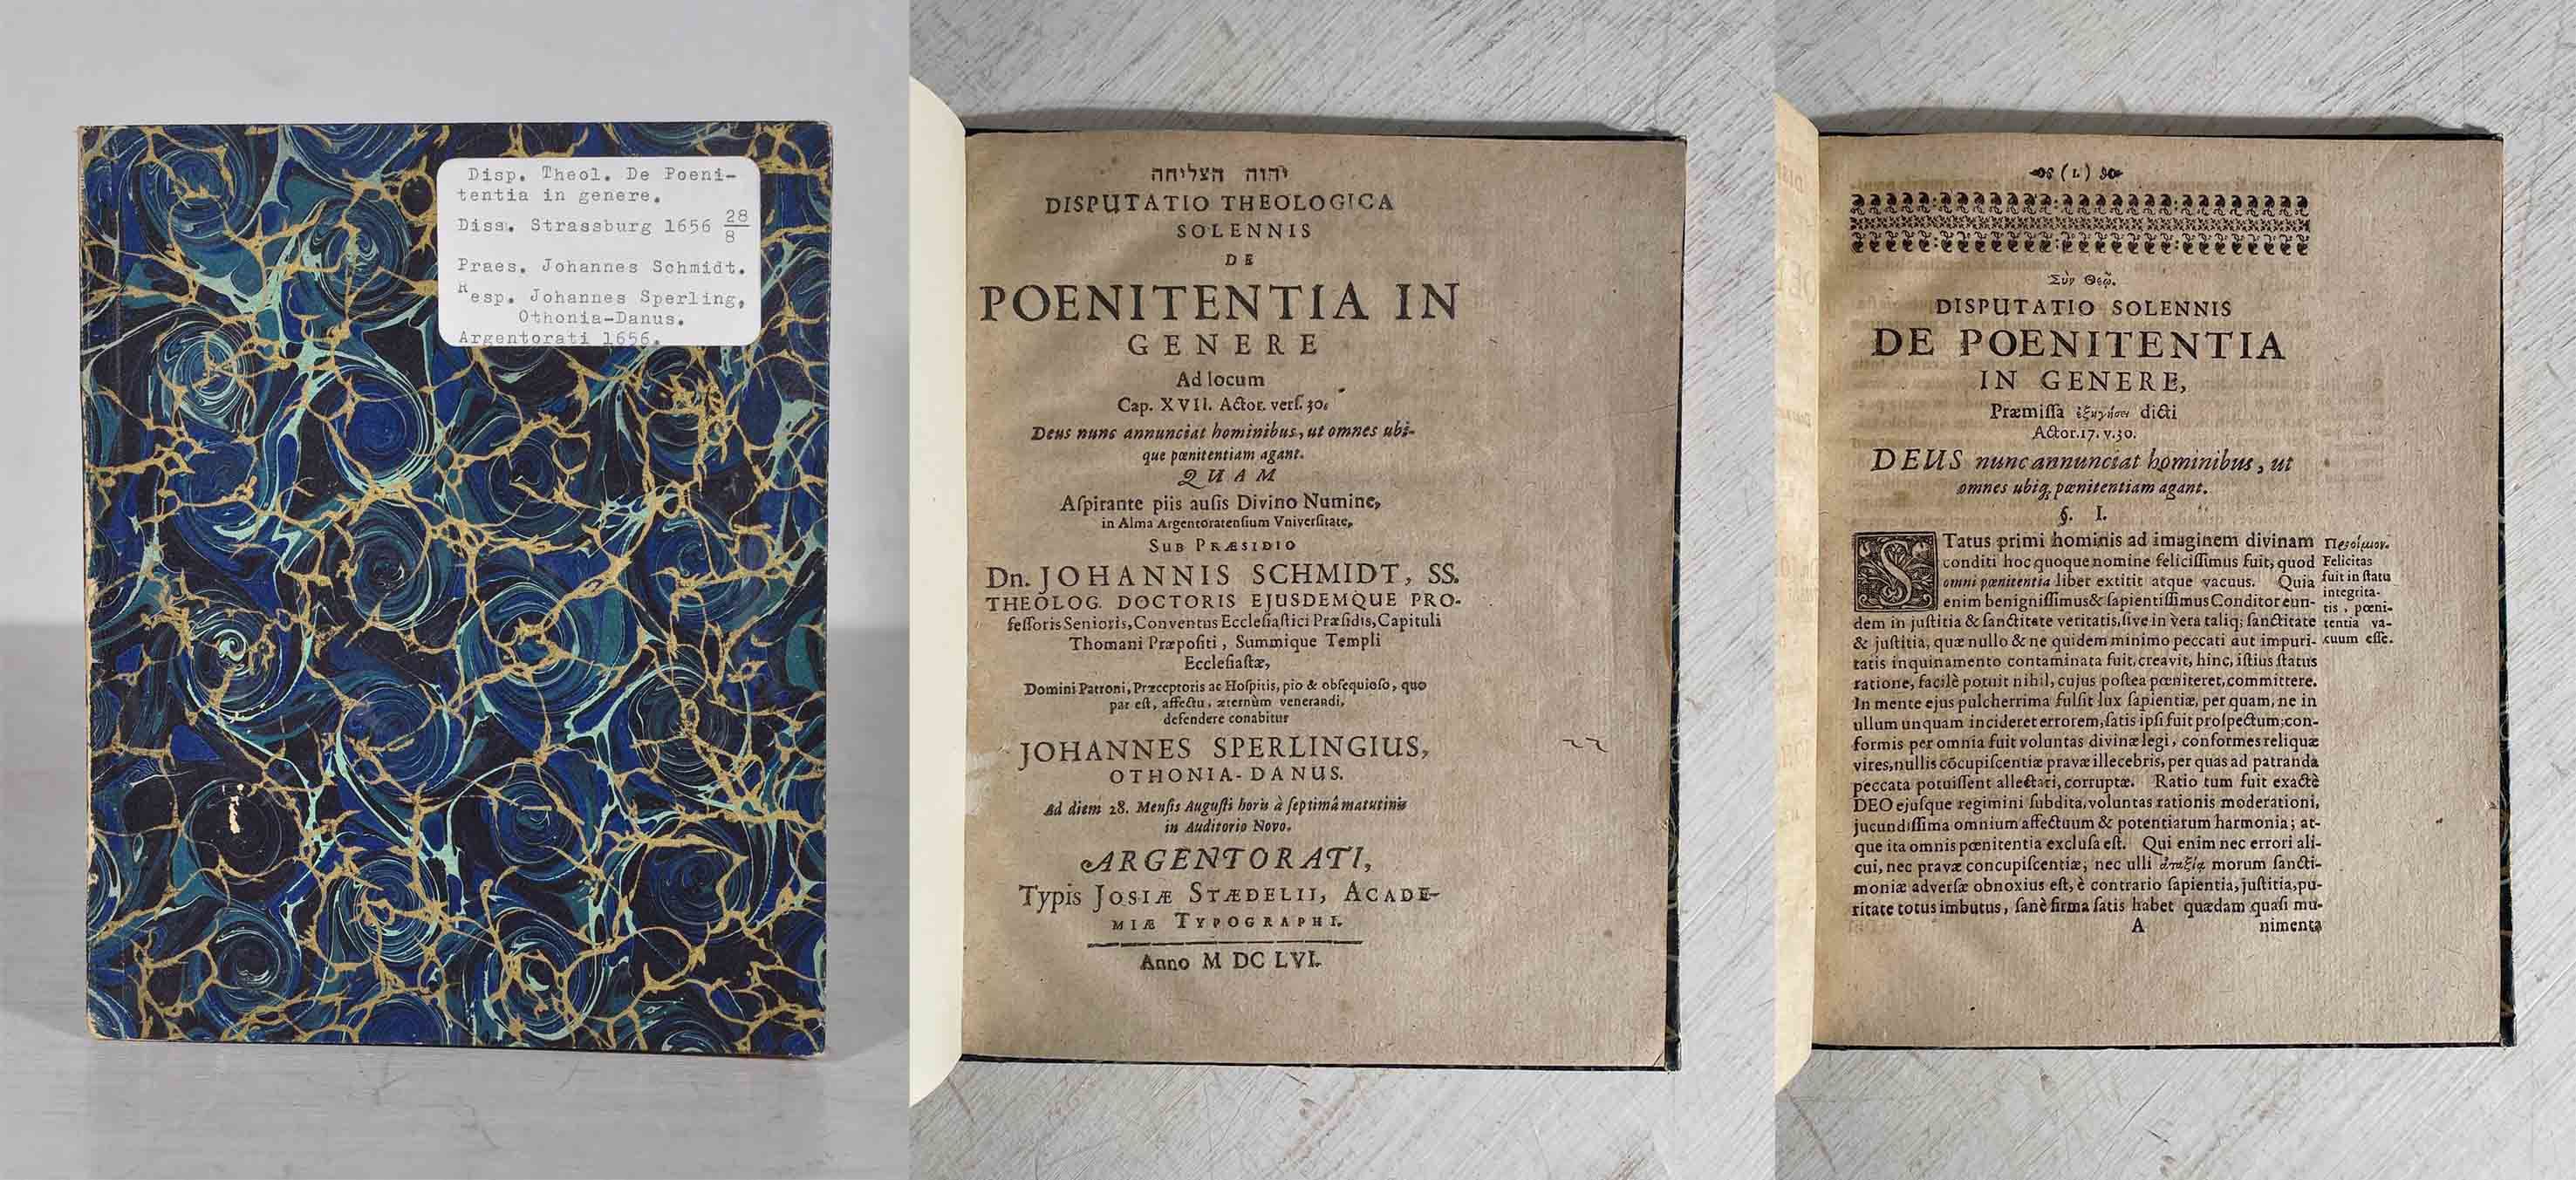 Disp. Theol. De Poeni-
tentia in genere.
Diss. Strassburg 1656 28/8
Praes. Johannes Schmidt.
Resp. Johannes Sperling,
Othonia-Danus.
Argentorati 1656.
יהוה הצליחה
DISPUTATIO THEOLOGICA
SOLENNIS
DE
POENITENTIA IN
GENERE
Ad locum
Cap. XVII. Actor. verſ. 30.
Deus nunc annunciat hominibus, ut omnes ubi-
que pœnitentiam agant.
QUAM
Aſpirante piis auſis Divino Numine,
in Alma Argentoratenſium Vniverſitate,
SUB PRÆSIDIO
Dn. JOHANNIS SCHMIDT, SS.
THEOLOG. DOCTORIS EJUSDEMQUE PRO-
feſſoris Senioris, Conventus Eccleſiaſtici Præſidis, Capituli
Thomani Præpoſiti, Summique Templi
Eccleſiaſtæ,
Domini Patroni, Præceptoris ac Hoſpitis, pio & obſequioſo, quo
par eſt, affectu, æternùm venerandi,
defendere conabitur
JOHANNES SPERLINGIUS,
OTHONIA-DANUS.
Ad diem 28. Menſis Auguſti horis à ſeptimâ matutinis
in Auditorio Novo.
ARGENTORATI,
Typis JOSIÆ STÆDELII, ACADE-
MIÆ TYPOGRAPHI.
Anno M DC LVI.
(1.)
Σὺν Θεῷ.
DISPUTATIO SOLENNIS
DE POENITENTIA
IN GENERE,
Præmiſſa ἐξηγήσει dicti
Actor. 17. v. 30.
DEUS nunc annunciat hominibus, ut
omnes ubiq; pœnitentiam agant.
§. I.
STatus primi hominis ad imaginem divinam
conditi hoc quoque nomine feliciſſimus fuit, quod
omni pœnitentia liber extitit atque vacuus. Quia
enim benigniſſimus & ſapientiſſimus Conditor eun-
dem in juſtitia & ſanctitate veritatis, ſive in vera taliq; ſanctitate
& juſtitia, quæ nullo & ne quidem minimo peccati aut impuri-
tatis inquinamento contaminata fuit, creavit, hinc, iſtius ſtatus
ratione, facilè potuit nihil, cujus poſtea pœniteret, committere.
In mente ejus pulcherrima fulſit lux ſapientiæ, per quam, ne in
ullum unquam incideret errorem, ſatis ipſi fuit proſpectum; con-
formis per omnia fuit voluntas divinæ legi, conformes reliquæ
vires, nullis cõcupiſcentiæ pravæ illecebris, per quas ad patranda
peccata potuiſſent allectari, corruptæ. Ratio tum fuit exactè
DEO ejuſque regimini ſubdita, voluntas rationis moderationi,
jucundiſſima omnium affectuum & potentiarum harmonia; at-
que ita omnis pœnitentia excluſa eſt. Qui enim nec errori ali-
cui, nec pravæ concupiſcentiæ, nec ulli ἀταξίᾳ morum ſancti-
moniæ adverſæ obnoxius eſt, è contrario ſapientia, juſtitia, pu-
ritate totus imbutus, ſanè firma ſatis habet quædam quaſi mu-
A nimenta
Προοίμιον.
Felicitas
fuit in ſtatu
integrita-
tis, pœni-
tentia va-
cuum eſſe.